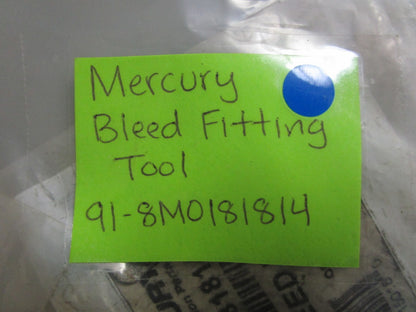 Mercury
Bleed Fitting
Tool
91-8M0181814